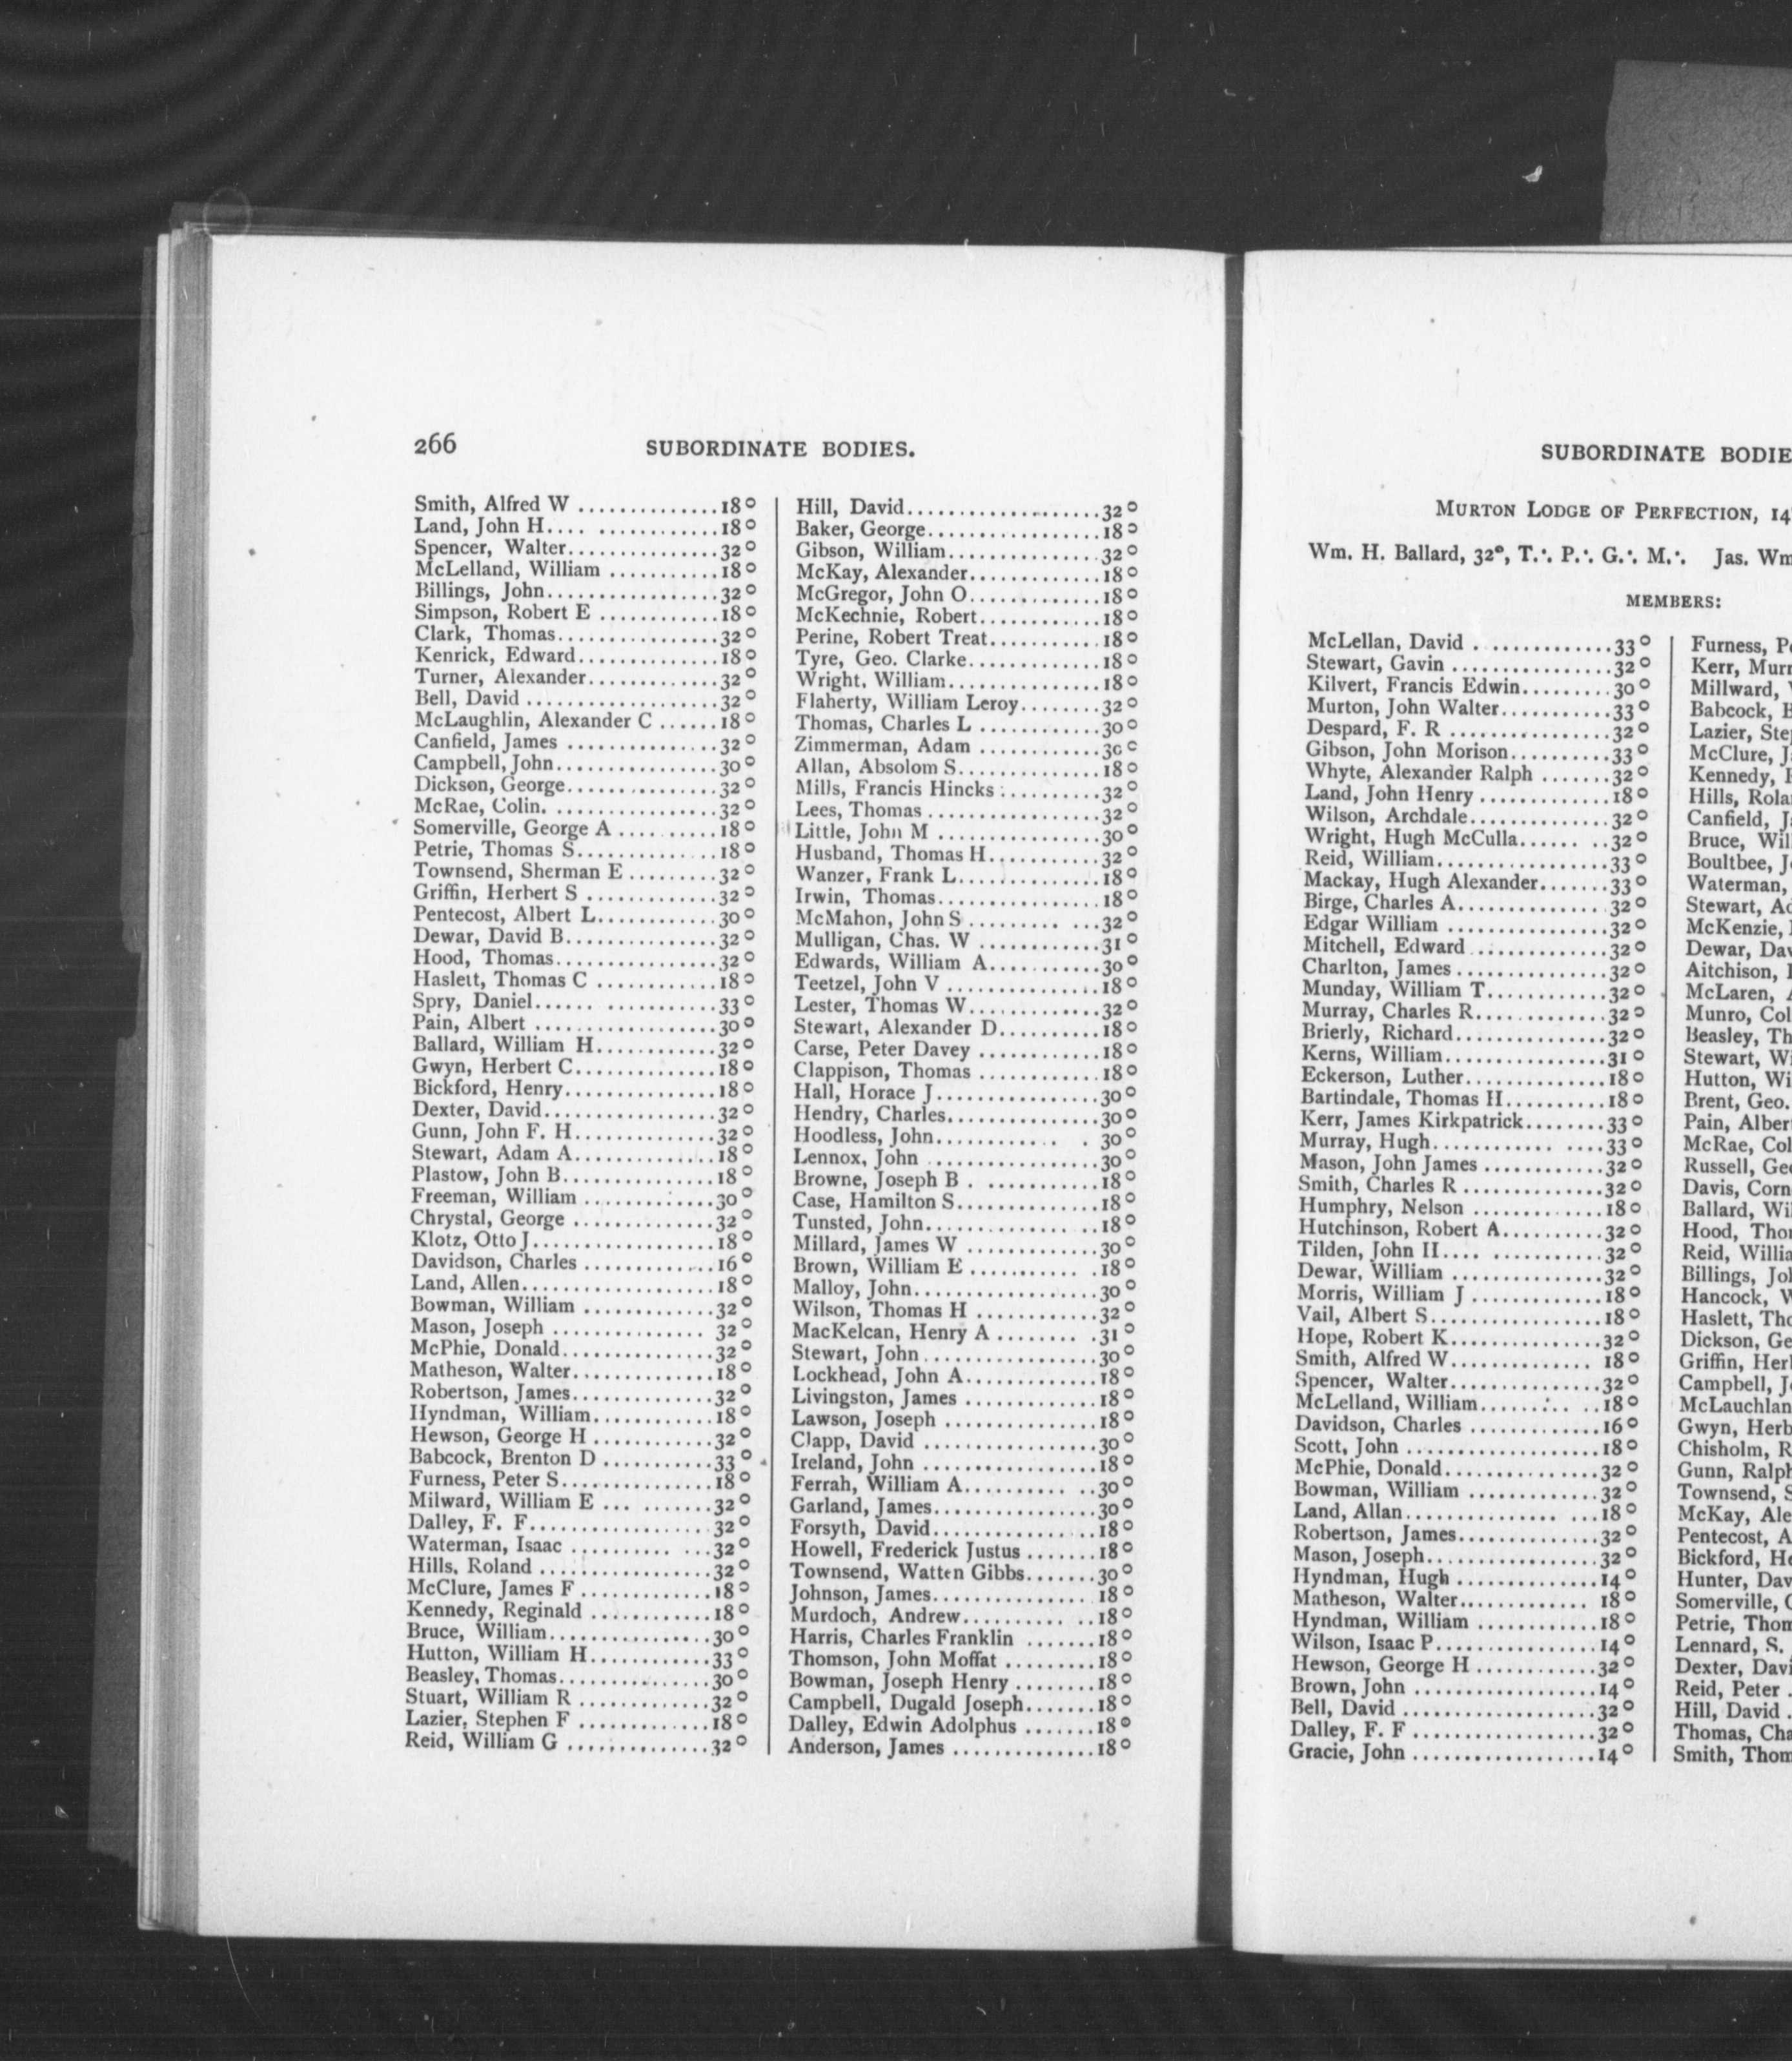 266 SUBORDINATE BODIES.
Smith, Alfred W ..............18°
Land, John H.... ............18°
Spencer, Walter...............32°
McLelland, William ...........18°
Billings, John.................32°
Simpson, Robert E ............18°
Clark, Thomas................32°
Kenrick, Edward..............18°
Turner, Alexander.............32°
Bell, David ...................32°
McLaughlin, Alexander C ......18°
Canfield, James ...............32°
Campbell, John................30°
Dickson, George...............32°
McRae, Colin. ................32°
Somerville, George A ..........18°
Petrie, Thomas S..............18°
Townsend, Sherman E .........32°
Griffin, Herbert S .............32°
Pentecost, Albert L............30°
Dewar, David B...............32°
Hood, Thomas................32°
Haslett, Thomas C ............18°
Spry, Daniel...... ...........33°
Pain, Albert ..................30°
Ballard, William H............32°
Gwyn, Herbert C..............18°
Bickford, Henry...............18°
Dexter, David.................32°
Gunn, John F. H..............32°
Stewart, Adam A..............18°
Plastow, John B...............18°
Freeman, William .............30°
Chrystal, George ..............32°
Klotz, Otto J..................18°
Davidson, Charles .............16°
Land, Allen...................18°
Bowman, William .............32°
Mason, Joseph ............... 32°
McPhie, Donald...............32°
Matheson, Walter..............18°
Robertson, James..............32°
Hyndman, William............18°
Hewson, George H ............32°
Babcock, Brenton D ...........33°
Furness, Peter S...............18°
Milward, William E ... .......32°
Dalley, F. F..................32°
Waterman, Isaac .......... ...32°
Hills, Roland .................32°
McClure, James F .............18°
Kennedy, Reginald ............18°
Bruce, William................30°
Hutton, William H............33°
Beasley, Thomas...............30°
Stuart, William R .............32°
Lazier, Stephen F .............18°
Reid, William G ..............32°
Hill, David....................32°
Baker, George.................18°
Gibson, William...............32°
McKay, Alexander.............18°
McGregor, John O.............18°
McKechnie, Robert............18°
Perine, Robert Treat...........18°
Tyre, Geo. Clarke.............18°
Wright, William...............18°
Flaherty, William Leroy........32°
Thomas, Charles L ............30°
Zimmerman, Adam ............30°
Allan, Absolom S..............18°
Mills, Francis Hincks ..........32°
Lees, Thomas .................32°
Little, John M ................30°
Husband, Thomas H...........32°
Wanzer, Frank L..............18°
Irwin, Thomas................18°
McMahon, John S ......... ...32°
Mulligan, Chas. W ............31°
Edwards, William A...........30°
Teetzel, John V ...............18°
Lester, Thomas W.............32°
Stewart, Alexander D..........18°
Carse, Peter Davey ............18°
Clappison, Thomas ............18°
Hall, Horace J.................30°
Hendry, Charles...............30°
Hoodless, John............ . 30°
Lennox, John .................30°
Browne, Joseph B . ...........18°
Case, Hamilton S..............18°
Tunsted, John.............. ..18°
Millard, James W .............30°
Brown, William E ........... .18°
Malloy, John...................30°
Wilson, Thomas H ............32°
MacKelcan, Henry A ........ .31°
Stewart, John ..................30°
Lockhead, John A.............18°
Livingston, James .............18°
Lawson, Joseph ...............18°
Clapp, David .................30°
Ireland, John .................18°
Ferrah, William A.......... ..30°
Garland, James................30°
Forsyth, David................18°
Howell, Frederick Justus .......18°
Townsend, Watten Gibbs.......30°
Johnson, James................18°
Murdoch, Andrew.......... ..18°
Harris, Charles Franklin .......18°
Thomson, John Moffat .........18°
Bowman, Joseph Henry ........18°
Campbell, Dugald Joseph.......18°
Dalley, Edwin Adolphus .......18°
Anderson, James ..............18°
SUBORDINATE BODIE
MURTON LODGE OF PERFECTION, 14
Wm. H. Ballard, 32°, T.·. P.·. G.·. M.·. Jas. Wm
MEMBERS:
McLellan, David .............33°
Stewart, Gavin ................32°
Kilvert, Francis Edwin.........30°
Murton, John Walter...........33°
Despard, F. R ................32°
Gibson, John Morison..........33°
Whyte, Alexander Ralph .......32°
Land, John Henry .............18°
Wilson, Archdale..............32°
Wright, Hugh McCulla...... ..32°
Reid, William.................33°
Mackay, Hugh Alexander.......33°
Birge, Charles A...............32°
Edgar William ................32°
Mitchell, Edward .............32°
Charlton, James ...............32°
Munday, William T............32°
Murray, Charles R.............32°
Brierly, Richard...............32°
Kerns, William................31°
Eckerson, Luther..............18°
Bartindale, Thomas H..........18°
Kerr, James Kirkpatrick........33°
Murray, Hugh............ ....33°
Mason, John James ............32°
Smith, Charles R ..............32°
Humphry, Nelson .............18°
Hutchinson, Robert A..........32°
Tilden, John H.... ...........32°
Dewar, William ...............32°
Morris, William J .............18°
Vail, Albert S.................18°
Hope, Robert K...............32°
Smith, Alfred W.............. 18°
Spencer, Walter...............32°
McLelland, William........ ..18°
Davidson, Charles .............16°
Scott, John ...................18°
McPhie, Donald...............32°
Bowman, William .............32°
Land, Allan............... ...18°
Robertson, James..............32°
Mason, Joseph.................32°
Hyndman, Hugh ..............14°
Matheson, Walter............. 18°
Hyndman, William ............18°
Wilson, Isaac P................14°
Hewson, George H ............32°
Brown, John ..................14°
Bell, David ...................32°
Dalley, F. F ..................32°
Gracie, John ..................14°
Furness, P
Kerr, Murr
Millward,
Babcock, B
Lazier, Ste
McClure, J
Kennedy,
Hills, Rola
Canfield, J
Bruce, Wil
Boultbee, J
Waterman,
Stewart, Ad
McKenzie,
Dewar, Dav
Aitchison,
McLaren, A
Munro, Col
Beasley, Th
Stewart, Wi
Hutton, Wi
Brent, Geo.
Pain, Alber
McRae, Col
Russell, Ge
Davis, Corn
Ballard, Wi
Hood, Tho
Reid, Willia
Billings, Jo
Hancock, W
Haslett, Tho
Dickson, Ge
Griffin, Her
Campbell, J
McLauchlan
Gwyn, Herb
Chisholm, R
Gunn, Ralph
Townsend, S
McKay, Ale
Pentecost, A
Bickford, He
Hunter, Dav
Somerville, G
Petrie, Thom
Lennard, S.
Dexter, Davi
Reid, Peter .
Hill, David .
Thomas, Cha
Smith, Thom